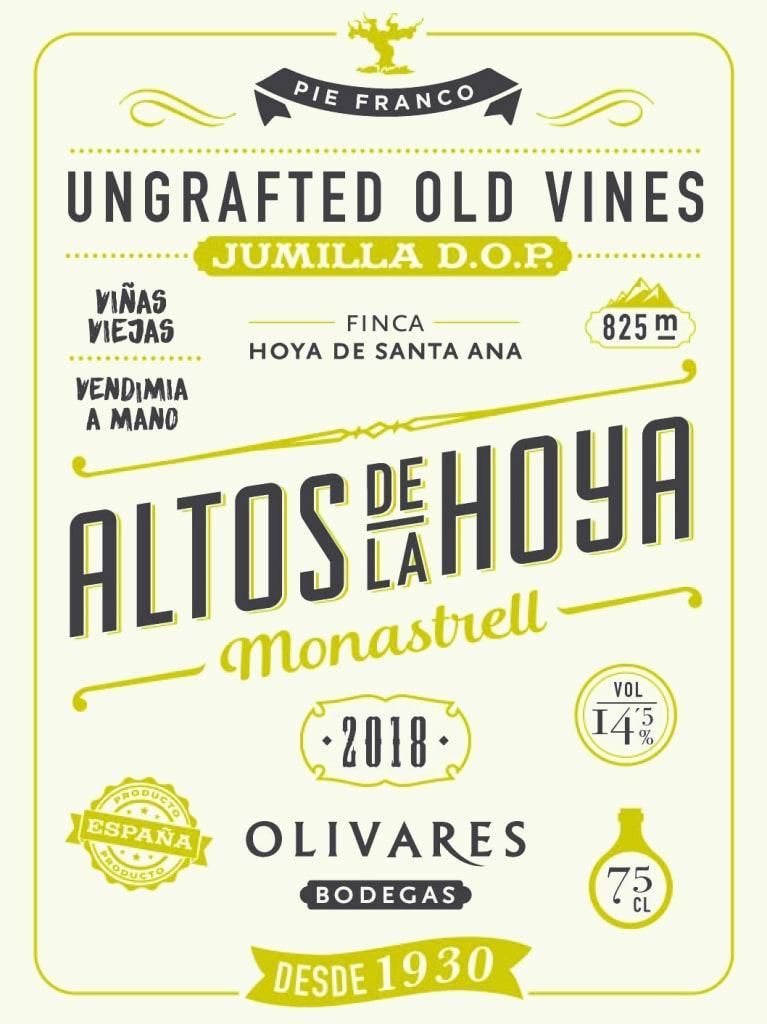 PIE FRANCO
UNGRAFTED OLD VINES
JUMILLA D.O.P.
VIÑAS
VIEJAS
VENDIMIA
A MANO
FINCA
HOYA DE SANTA ANA
825 m
ALTOS DE LA HOYA
Monastrell
2018
VOL
14'5
%
PRODUCTO
ESPAÑA
PRODUCTO
OLIVARES
BODEGAS
75
CL
DESDE 1930